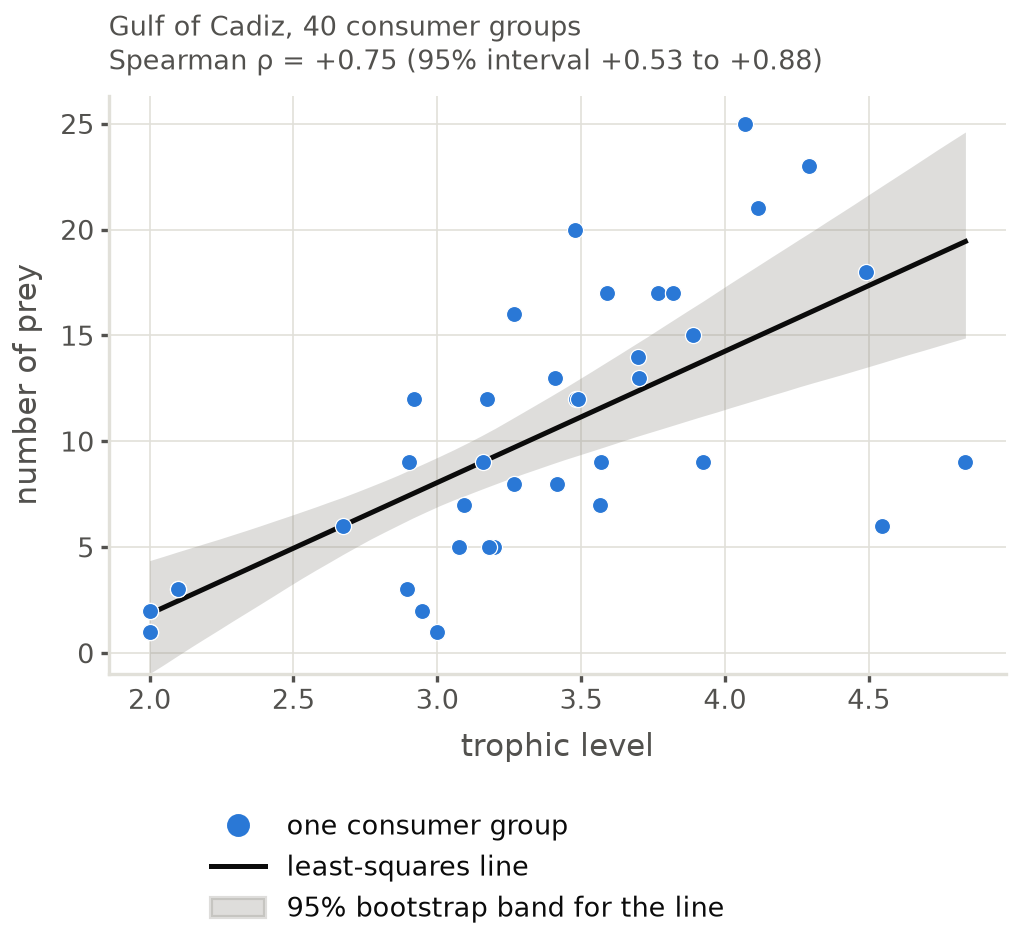 Gulf of Cadiz, 40 consumer groups
Spearman ρ = +0.75 (95% interval +0.53 to +0.88)
25
20
15
10
5
0
number of prey
2.0 2.5 3.0 3.5 4.0 4.5
trophic level
one consumer group
least-squares line
95% bootstrap band for the line